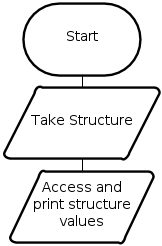 Start
Take Structure
Access and
print structure
values